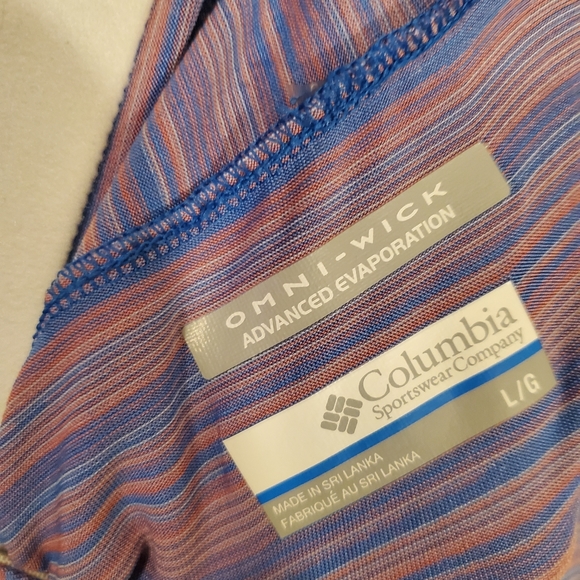 OMNI-WICK
ADVANCED EVAPORATION
Columbia
Sportswear Company
L/G
MADE IN SRI LANKA
FABRIQUÉ AU SRI LANKA